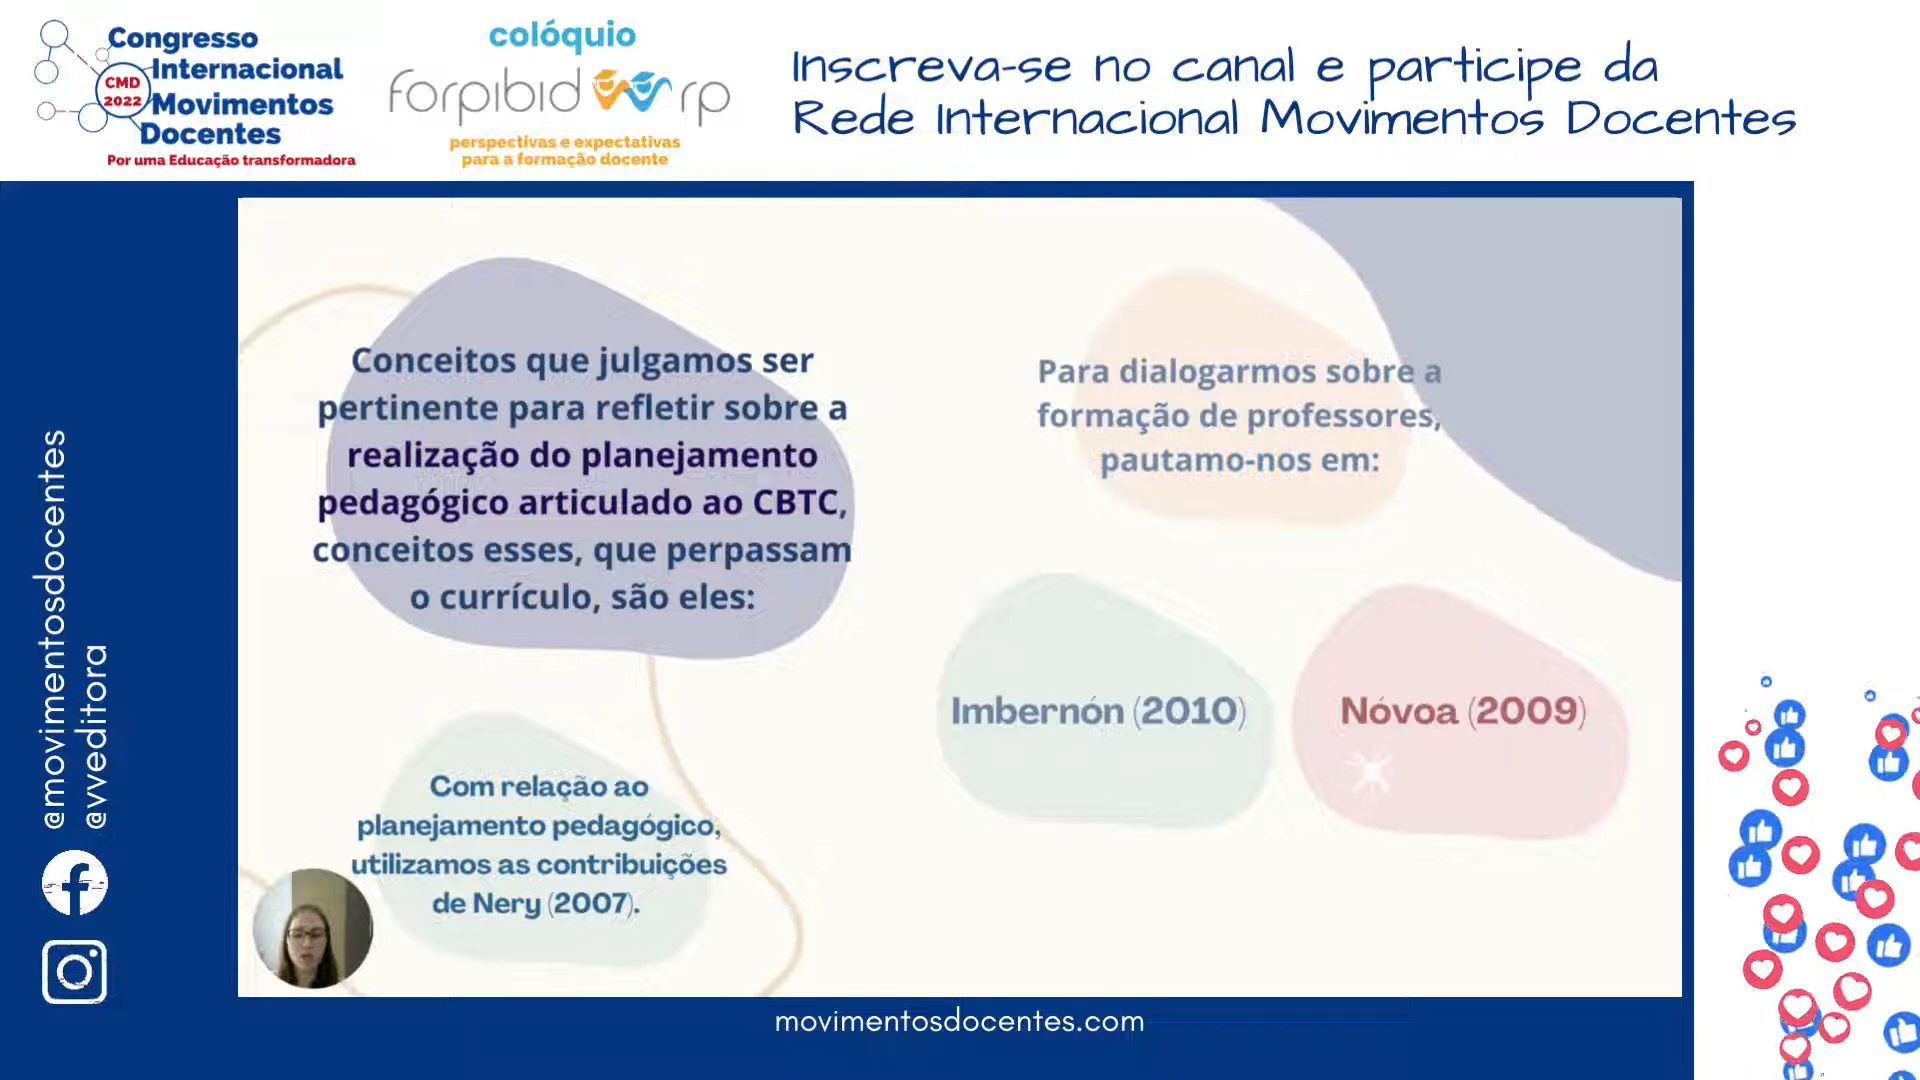 Congresso
Internacional
Movimentos
Docentes
CMD
2022
Por uma Educação transformadora
colóquio
forpibid rp
perspectivas e expectativas
para a formação docente
Inscreva-se no canal e participe da
Rede Internacional Movimentos Docentes
@movimentosdocentes
@vveditora
Conceitos que julgamos ser
pertinente para refletir sobre a
realização do planejamento
pedagógico articulado ao CBTC,
conceitos esses, que perpassam
o currículo, são eles:
Com relação ao
planejamento pedagógico,
utilizamos as contribuições
de Nery (2007).
Para dialogarmos sobre a
formação de professores,
pautamo-nos em:
Imbernón (2010)
Nóvoa (2009)
movimentosdocentes.com